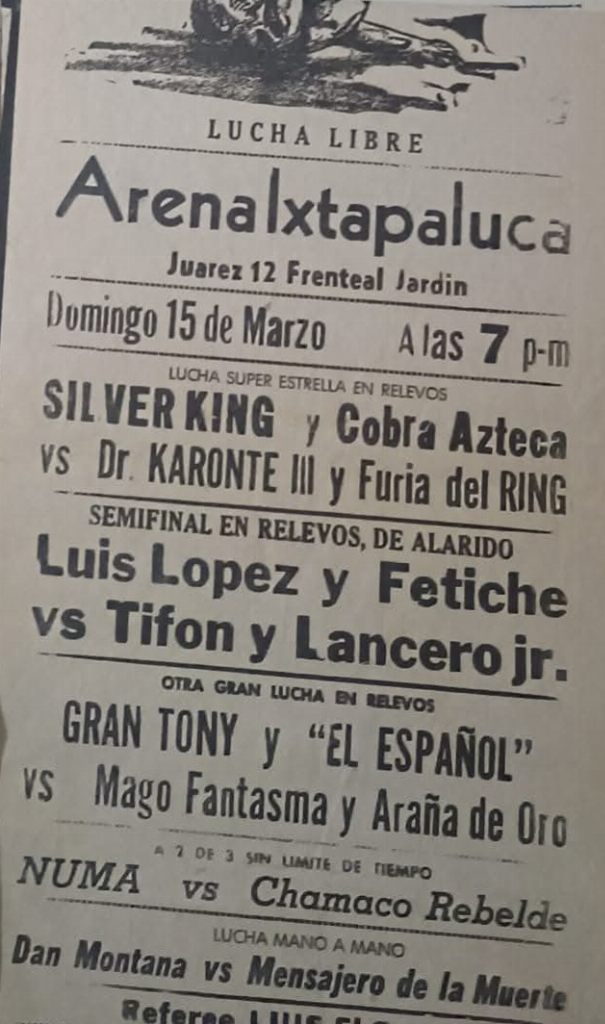 LUCHA LIBRE
Arena Ixtapaluca
Juarez 12 Frenteal Jardin
Domingo 15 de Marzo A las 7 p-m
LUCHA SUPER ESTRELLA EN RELEVOS
SILVER KING y Cobra Azteca
vs Dr. KARONTE III y Furia del RING
SEMIFINAL EN RELEVOS, DE ALARIDO
Luis Lopez y Fetiche
vs Tifon y Lancero jr.
OTRA GRAN LUCHA EN RELEVOS
GRAN TONY y "EL ESPAÑOL"
vs Mago Fantasma y Araña de Oro
A 2 DE 3 SIN LIMITE DE TIEMPO
NUMA vs Chamaco Rebelde
LUCHA MANO A MANO
Dan Montana vs Mensajero de la Muerte
Referee LUIS